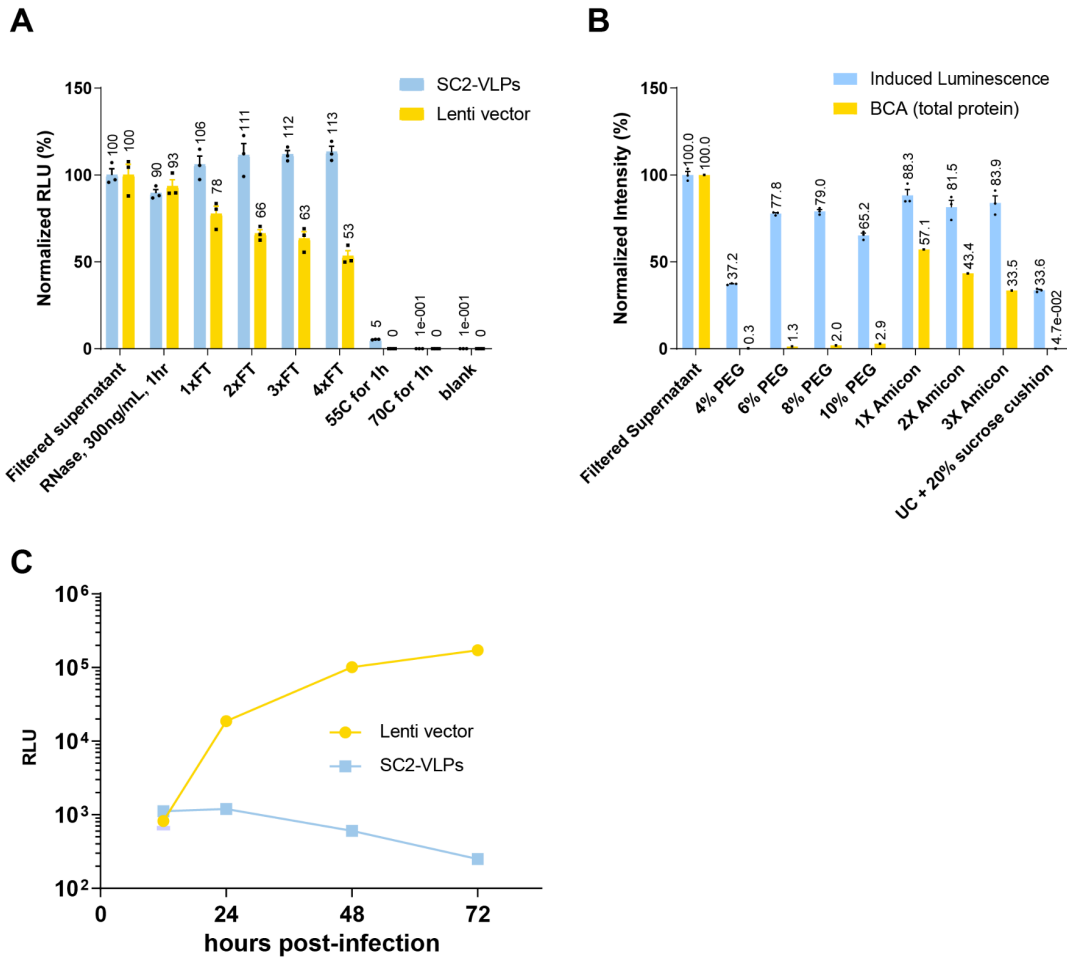 A
Normalized RLU (%)
150
100
50
0
SC2-VLPs
Lenti vector
100
100
90
93
106
78
111
66
112
63
113
53
5
0
1e-001
0
1e-001
0
Filtered supernatant
RNase, 300ng/mL, 1hr
1xFT
2xFT
3xFT
4xFT
55C for 1h
70C for 1h
blank
B
Normalized Intensity (%)
150
100
50
0
Induced Luminescence
BCA (total protein)
100.0
100.0
37.2
0.3
77.8
1.3
79.0
2.0
65.2
2.9
88.3
57.1
81.5
43.4
83.9
33.5
33.6
4.7e-002
Filtered Supernatant
4% PEG
6% PEG
8% PEG
10% PEG
1X Amicon
2X Amicon
3X Amicon
UC + 20% sucrose cushion
C
RLU
10⁶
10⁵
10⁴
10³
10²
Lenti vector
SC2-VLPs
0
24
48
72
hours post-infection